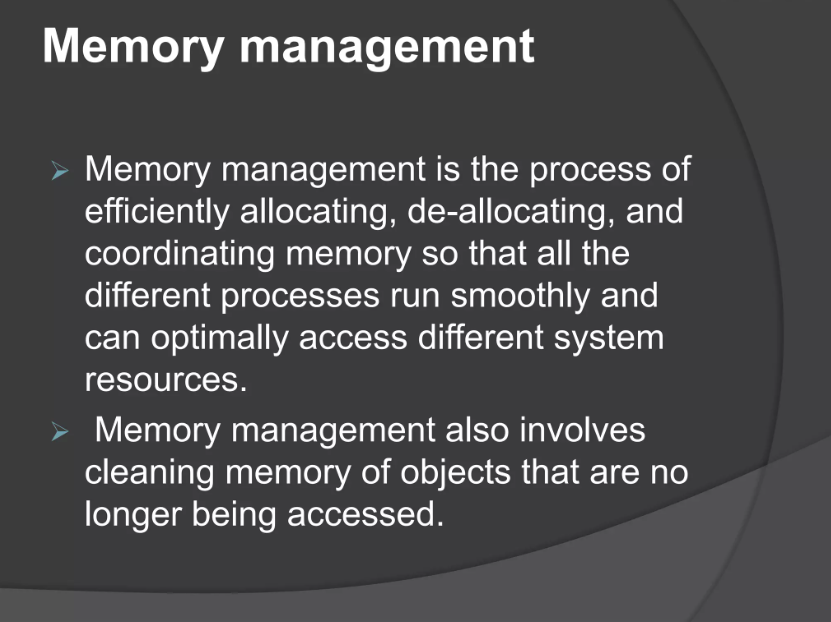 Memory management
➢ Memory management is the process of
efficiently allocating, de-allocating, and
coordinating memory so that all the
different processes run smoothly and
can optimally access different system
resources.
➢ Memory management also involves
cleaning memory of objects that are no
longer being accessed.